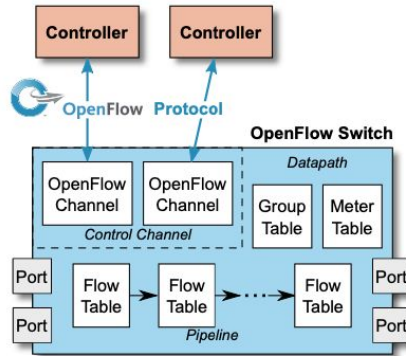 Controller
Controller
OpenFlow
Protocol
OpenFlow Switch
Datapath
OpenFlow
Channel
OpenFlow
Channel
Control Channel
Group
Table
Meter
Table
Port
Port
Flow
Table
Flow
Table
Flow
Table
Pipeline
Port
Port